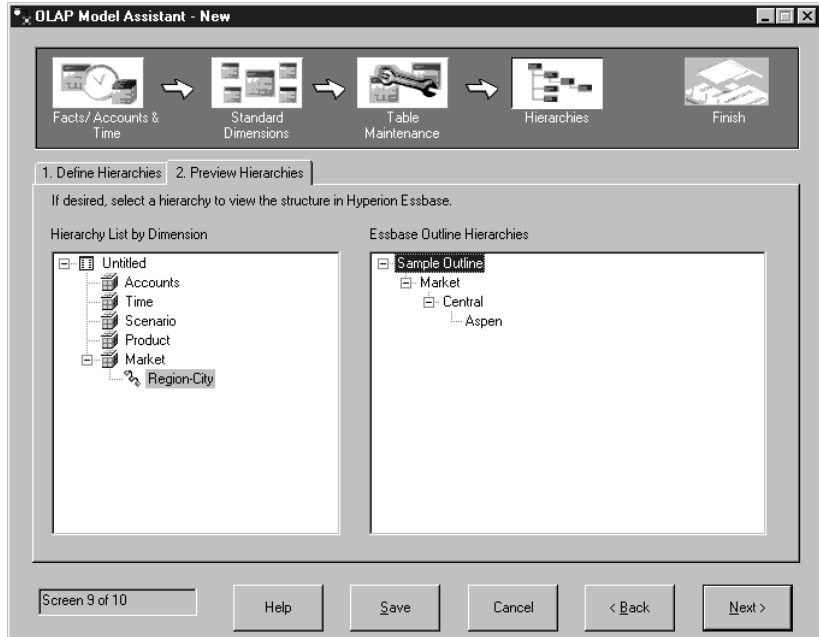 OLAP Model Assistant - New
Facts/Accounts &
Time
Standard
Dimensions
Table
Maintenance
Hierarchies
Finish
1. Define Hierarchies
2. Preview Hierarchies
If desired, select a hierarchy to view the structure in Hyperion Essbase.
Hierarchy List by Dimension
Untitled
Accounts
Time
Scenario
Product
Market
Region-City
Essbase Outline Hierarchies
Sample Outline
Market
Central
Aspen
Screen 9 of 10
Help
Save
Cancel
< Back
Next >